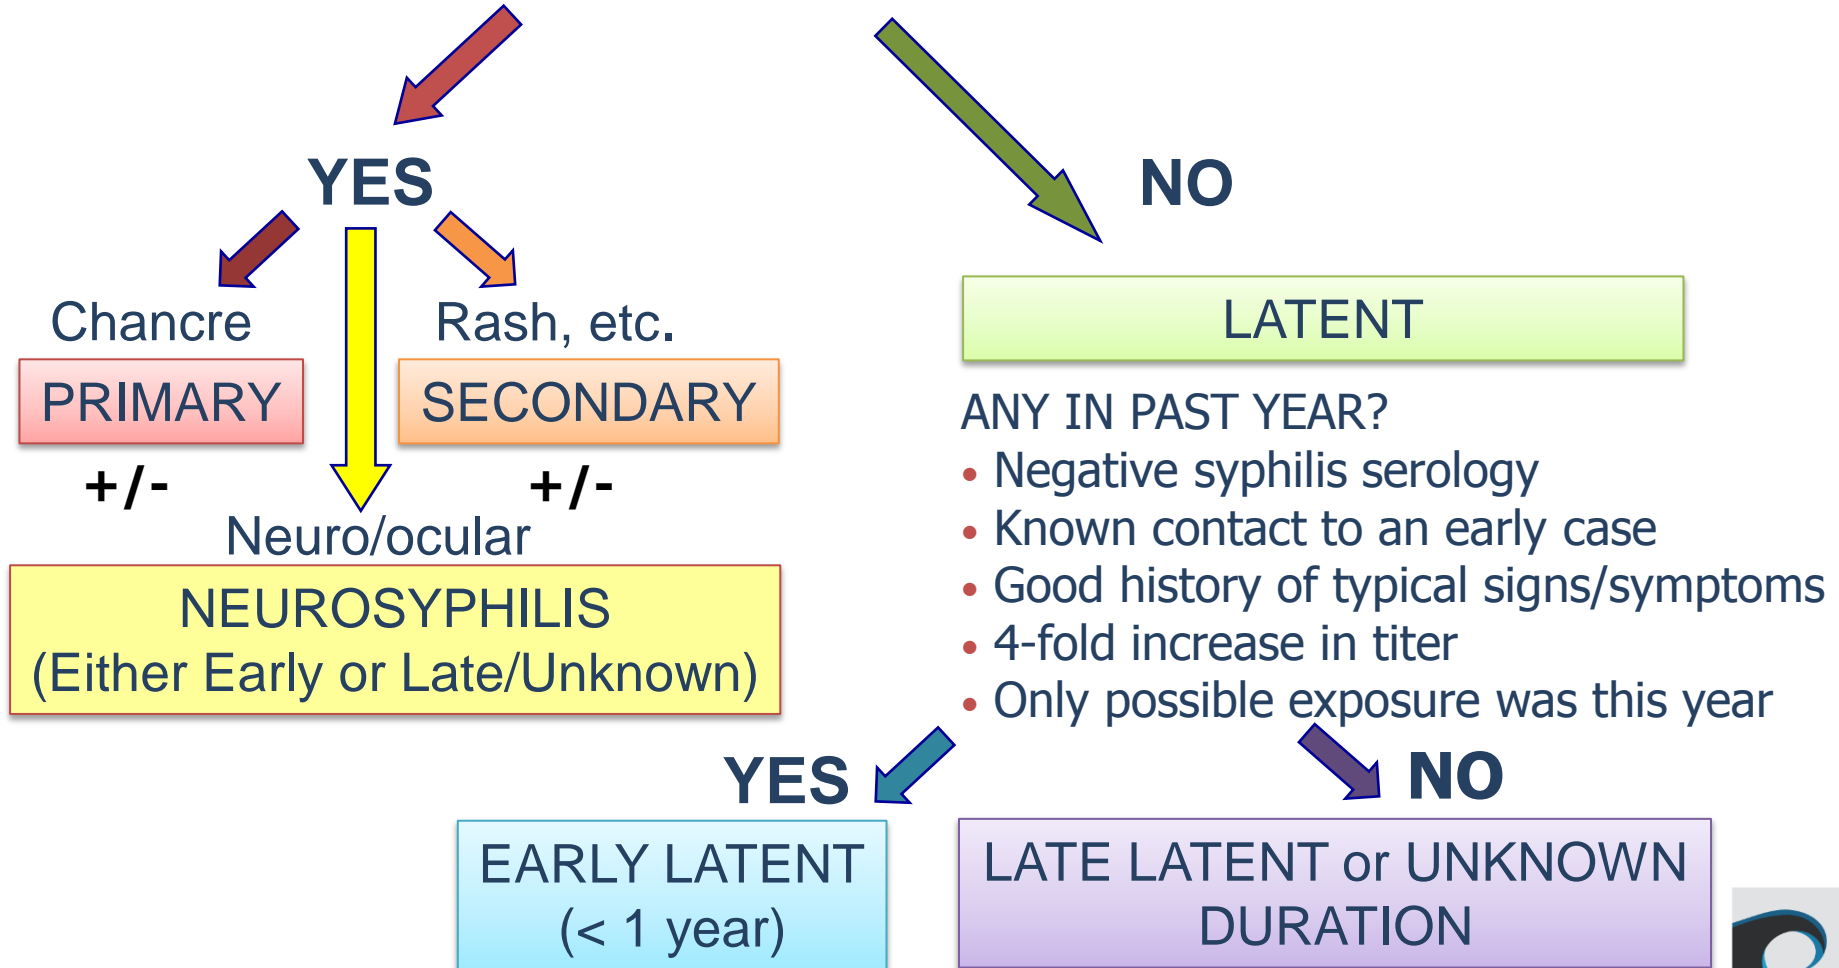 YES
NO
Chancre
Rash, etc.
PRIMARY
SECONDARY
+/-
+/-
Neuro/ocular
NEUROSYPHILIS
(Either Early or Late/Unknown)
LATENT
ANY IN PAST YEAR?
• Negative syphilis serology
• Known contact to an early case
• Good history of typical signs/symptoms
• 4-fold increase in titer
• Only possible exposure was this year
YES
NO
EARLY LATENT
(< 1 year)
LATE LATENT or UNKNOWN
DURATION